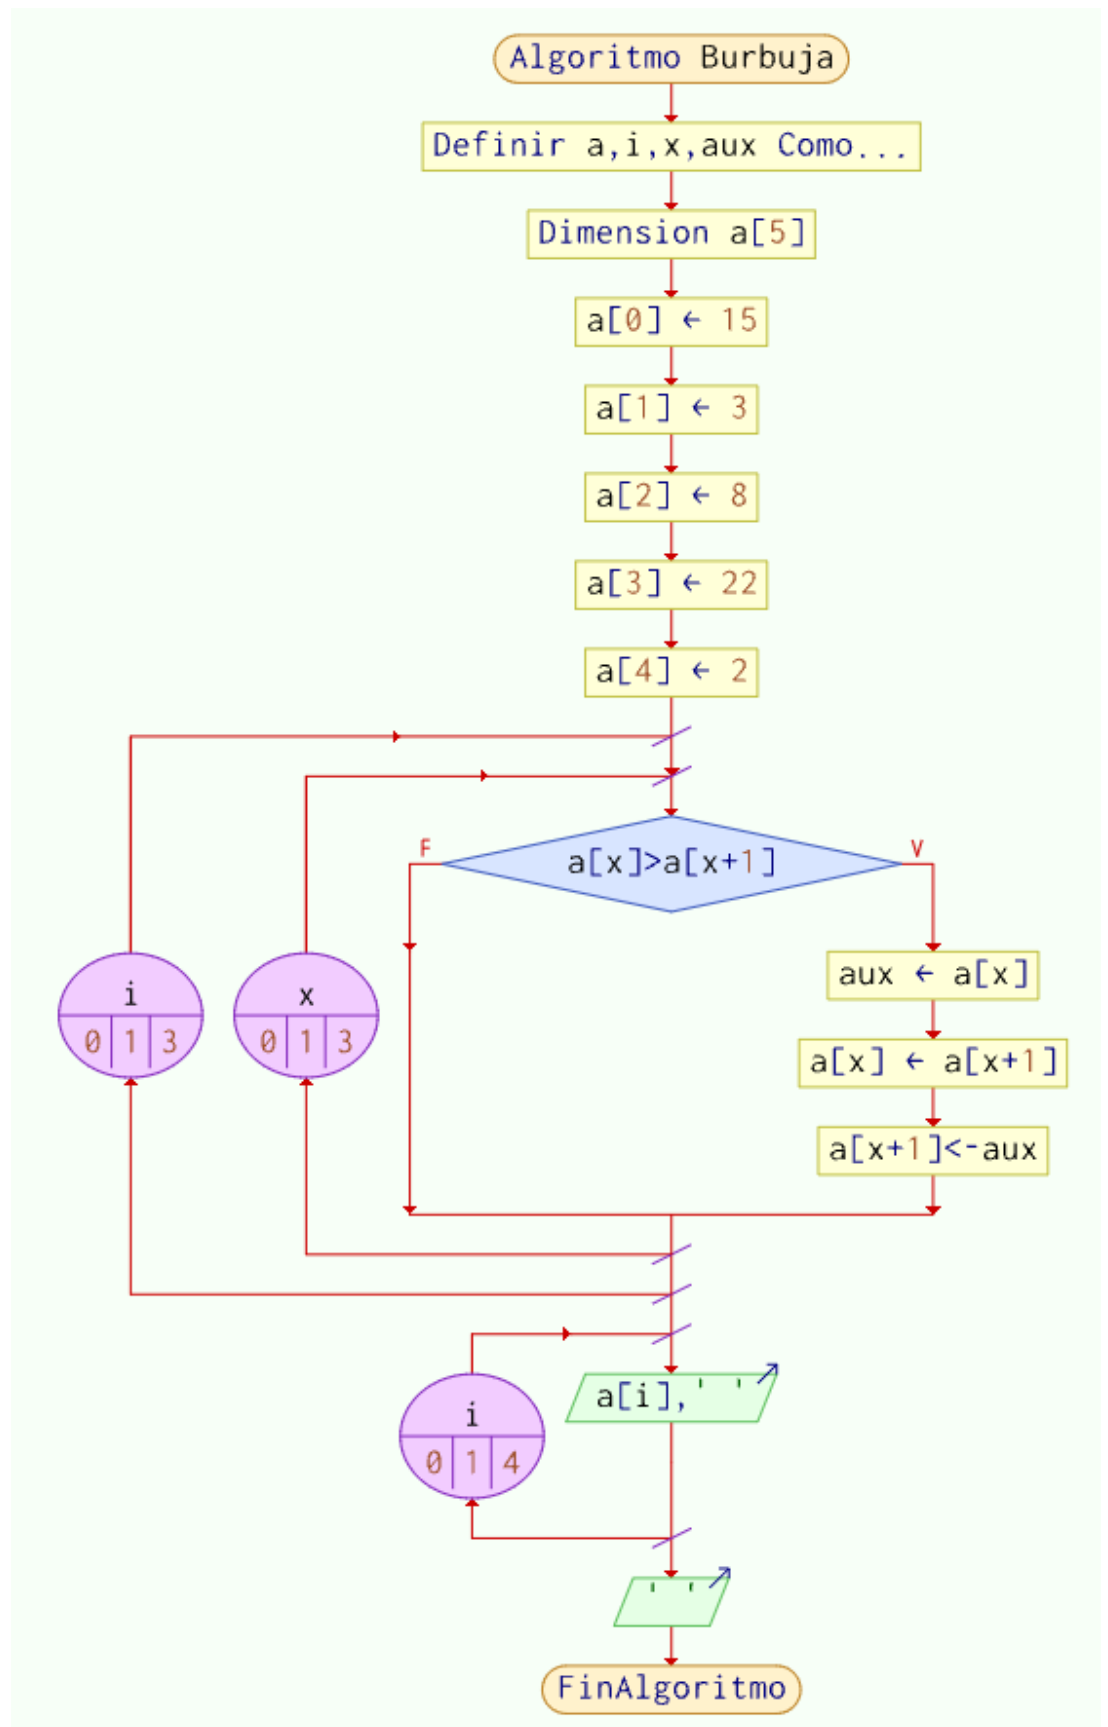 Algoritmo Burbuja
Definir a,i,x,aux Como...
Dimension a[5]
a[0] ← 15
a[1] ← 3
a[2] ← 8
a[3] ← 22
a[4] ← 2
a[x]>a[x+1]
F
V
i
0 1 3
x
0 1 3
aux ← a[x]
a[x] ← a[x+1]
a[x+1]<-aux
i
0 1 4
a[i],' '
' '
FinAlgoritmo